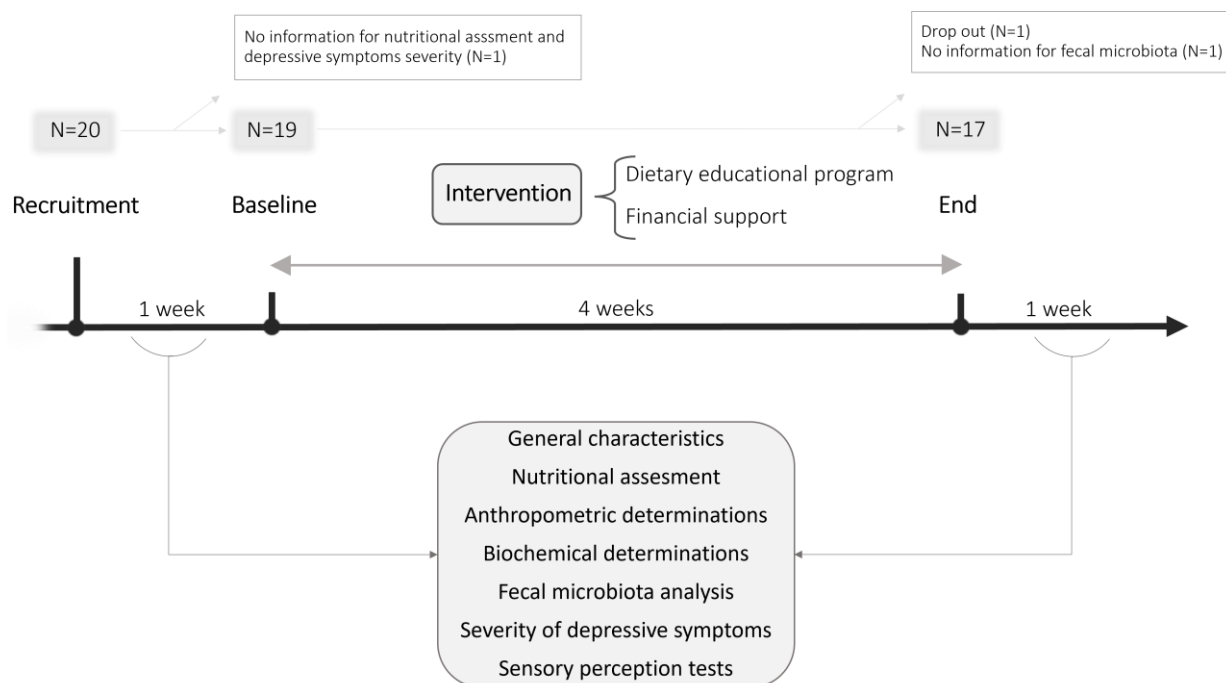 No information for nutritional assment and
depressive symptoms severity (N=1)
Drop out (N=1)
No information for fecal microbiota (N=1)
N=20
N=19
N=17
Intervention
Dietary educational program
Financial support
Recruitment
Baseline
End
1 week
4 weeks
1 week
General characteristics
Nutritional assesment
Anthropometric determinations
Biochemical determinations
Fecal microbiota analysis
Severity of depressive symptoms
Sensory perception tests